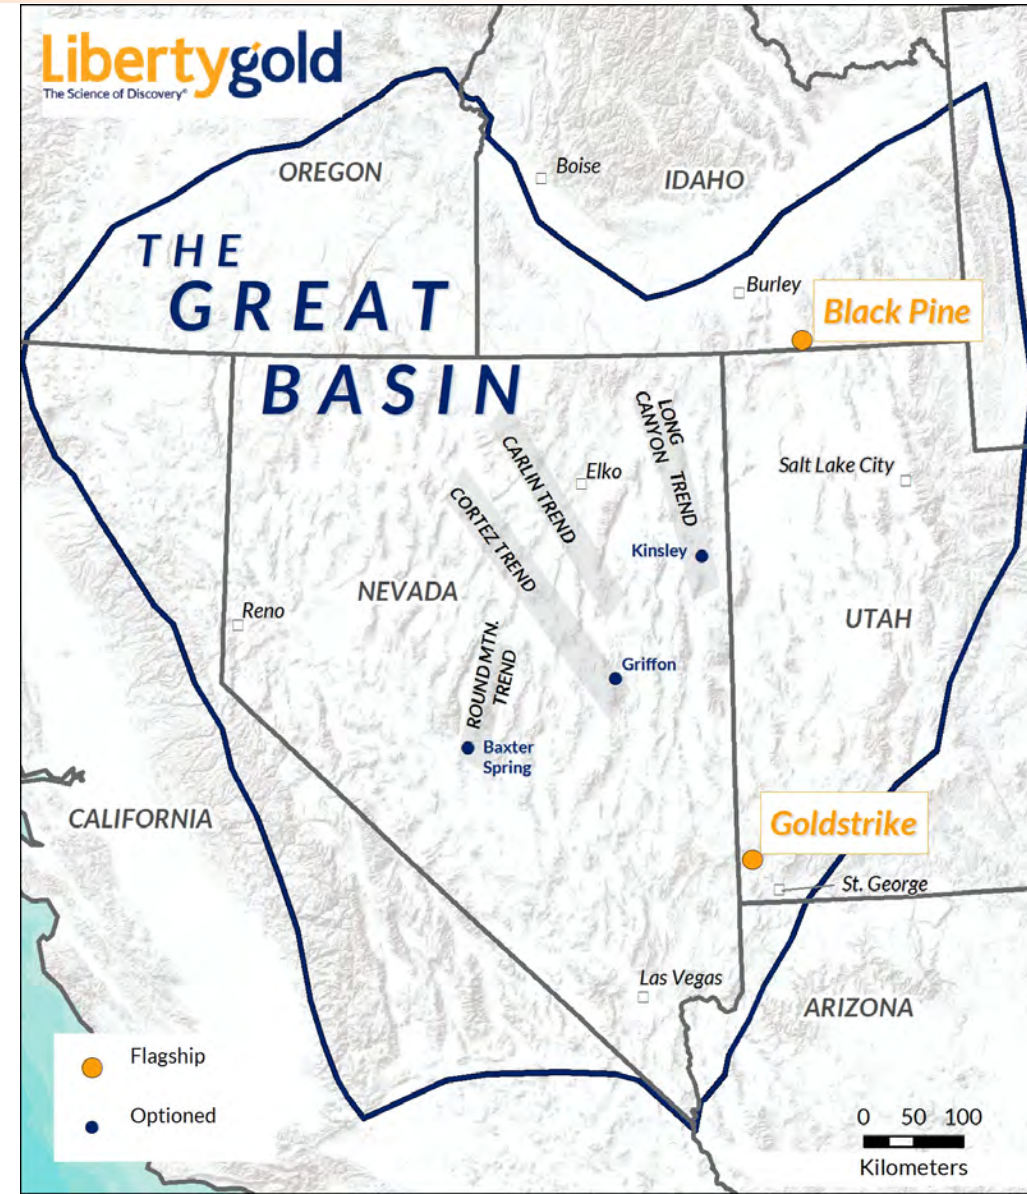 Libertygold
The Science of Discovery®
OREGON
Boise
IDAHO
THE
GREAT
BASIN
Burley
Black Pine
LONG
CANYON TREND
CARLIN TREND
Elko
Salt Lake City
CORTEZ TREND
Kinsley
NEVADA
Reno
UTAH
ROUND MTN.
TREND
Griffon
Baxter
Spring
CALIFORNIA
Goldstrike
St. George
Las Vegas
ARIZONA
Flagship
Optioned
0 50 100
Kilometers